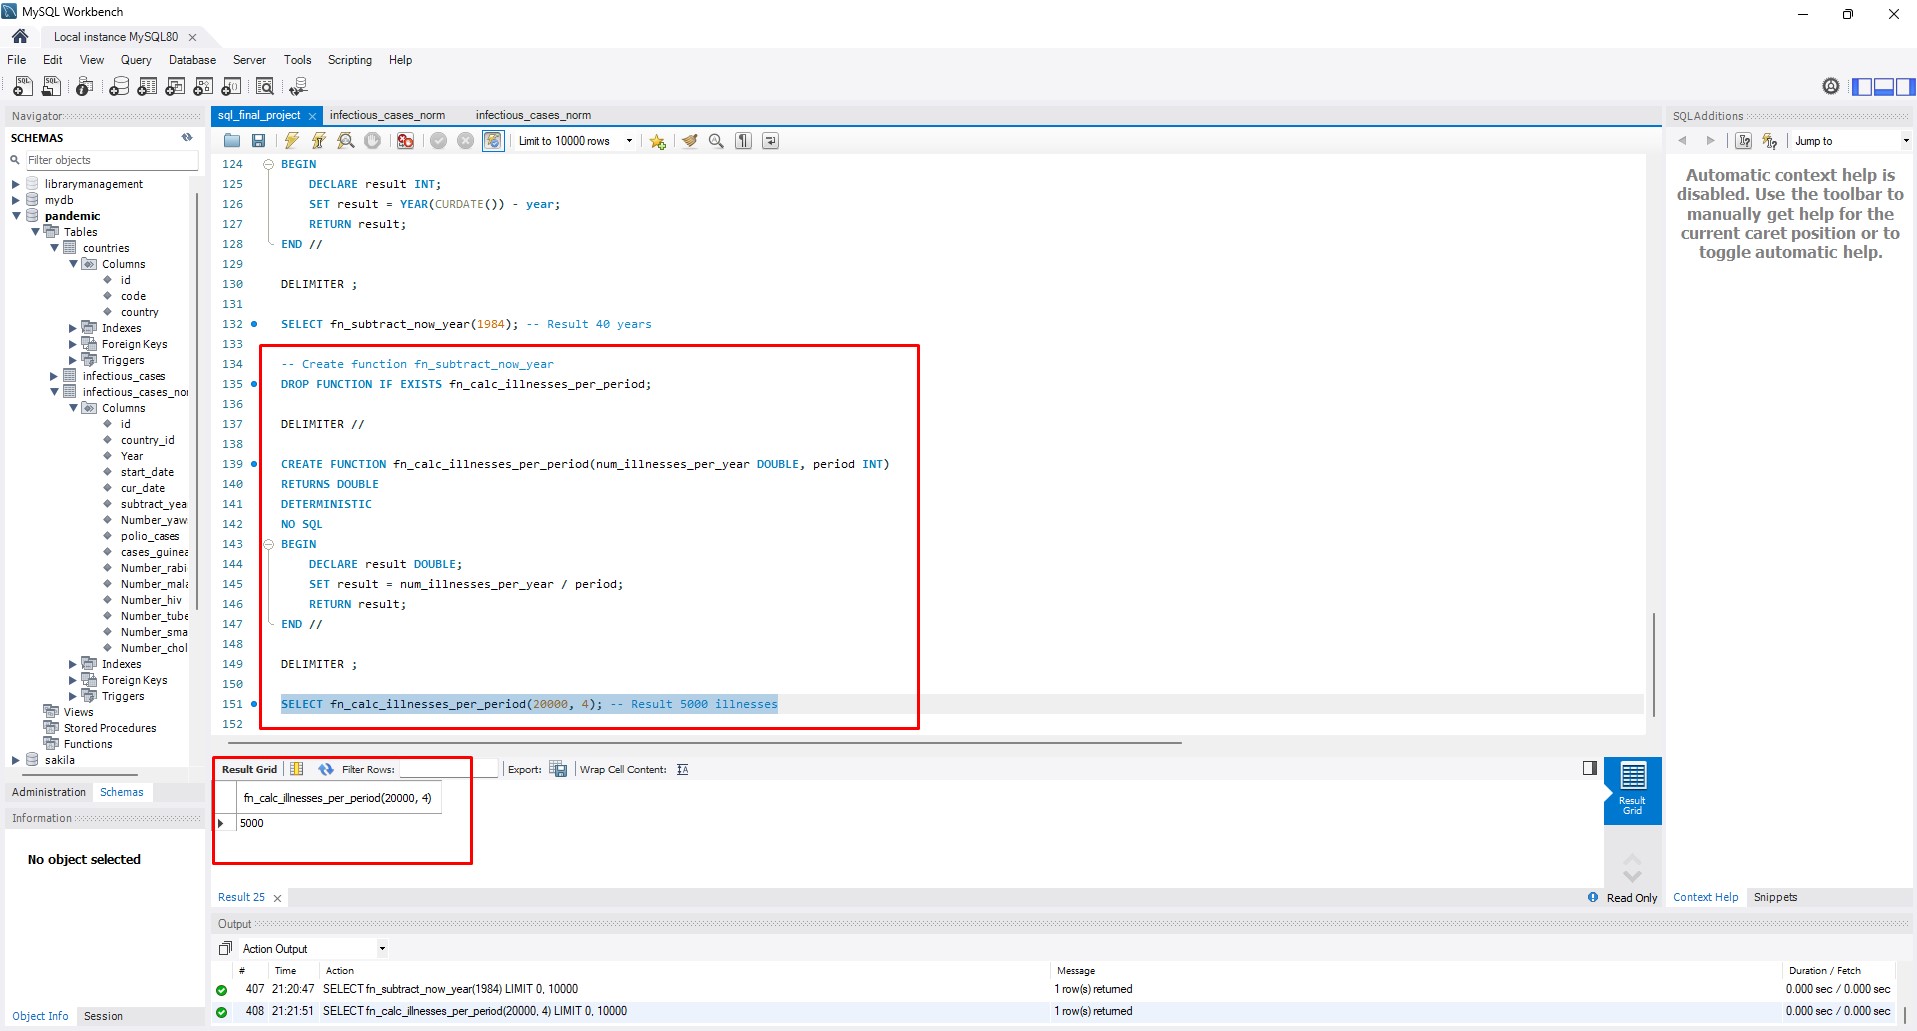 MySQL Workbench
Local instance MySQL80
File Edit View Query Database Server Tools Scripting Help
Navigator
SCHEMAS
Filter objects
librarymanagement
mydb
pandemic
Tables
countries
Columns
id
code
country
Indexes
Foreign Keys
Triggers
infectious_cases
infectious_cases_nor
Columns
id
country_id
Year
start_date
cur_date
subtract_yea
Number_yaw
polio_cases
cases_guinea
Number_rabi
Number_mala
Number_hiv
Number_tube
Number_sma
Number_chol
Indexes
Foreign Keys
Triggers
Views
Stored Procedures
Functions
sakila
Administration Schemas
Information
No object selected
Object Info Session
sql_final_project infectious_cases_norm infectious_cases_norm
Limit to 10000 rows
124 BEGIN
125 DECLARE result INT;
126 SET result = YEAR(CURDATE()) - year;
127 RETURN result;
128 END //
129
130 DELIMITER ;
131
132 SELECT fn_subtract_now_year(1984); -- Result 40 years
133
134 -- Create function fn_subtract_now_year
135 DROP FUNCTION IF EXISTS fn_calc_illnesses_per_period;
136
137 DELIMITER //
138
139 CREATE FUNCTION fn_calc_illnesses_per_period(num_illnesses_per_year DOUBLE, period INT)
140 RETURNS DOUBLE
141 DETERMINISTIC
142 NO SQL
143 BEGIN
144 DECLARE result DOUBLE;
145 SET result = num_illnesses_per_year / period;
146 RETURN result;
147 END //
148
149 DELIMITER ;
150
151 SELECT fn_calc_illnesses_per_period(20000, 4); -- Result 5000 illnesses
152
Result Grid Filter Rows: Export: Wrap Cell Content:
fn_calc_illnesses_per_period(20000, 4)
5000
Result Grid
Result 25
Read Only
Output
Action Output
# Time Action Message Duration / Fetch
407 21:20:47 SELECT fn_subtract_now_year(1984) LIMIT 0, 10000 1 row(s) returned 0.000 sec / 0.000 sec
408 21:21:51 SELECT fn_calc_illnesses_per_period(20000, 4) LIMIT 0, 10000 1 row(s) returned 0.000 sec / 0.000 sec
SQLAdditions
Jump to
Automatic context help is
disabled. Use the toolbar to
manually get help for the
current caret position or to
toggle automatic help.
Context Help Snippets